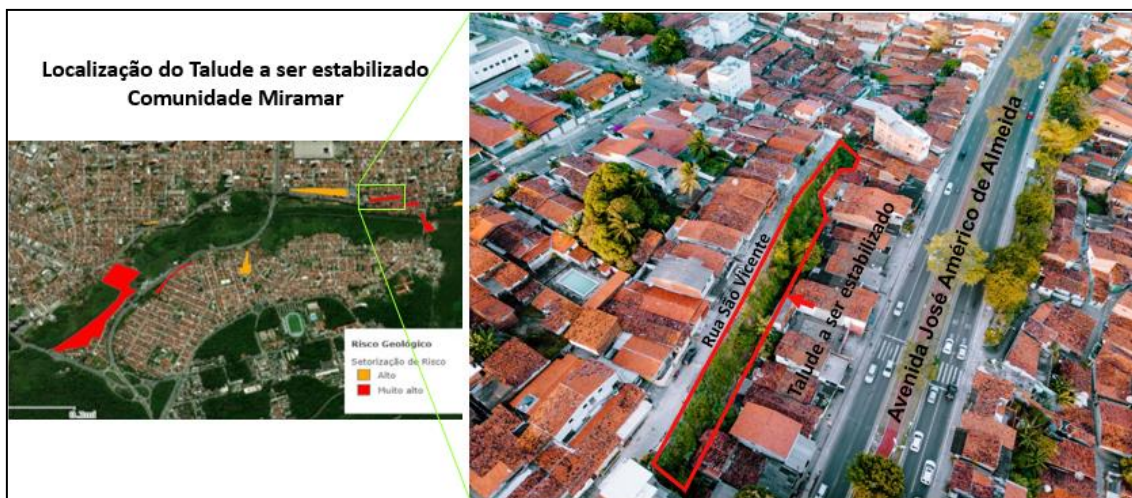 Localização do Talude a ser estabilizado
Comunidade Miramar
Risco Geológico
Setorização de Risco
Alto
Muito alto
Rua São Vicente
Talude a ser estabilizado
Avenida José Américo de Almeida